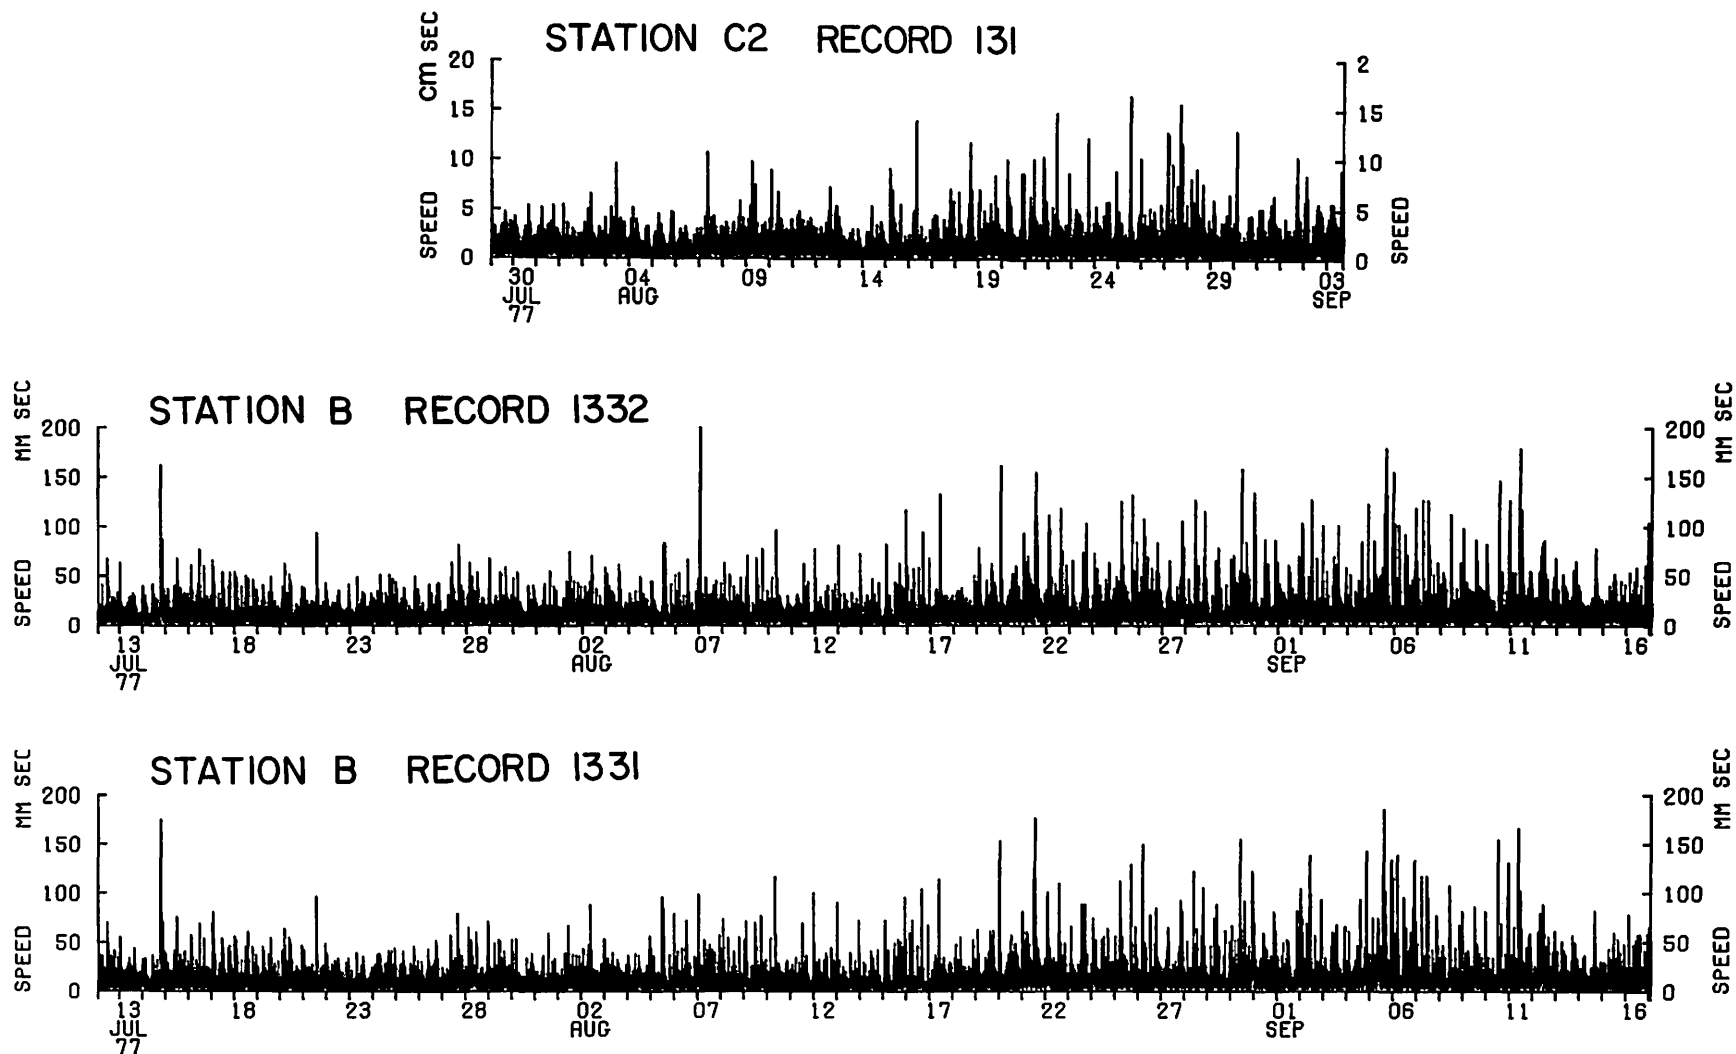 STATION C2 RECORD 131
cm SEC
SPEED
20
15
10
5
0
2
15
10
5
0
SPEED
30 04 09 14 19 24 29 03
JUL AUG SEP
77
STATION B RECORD 1332
MM SEC
SPEED
200
150
100
50
0
200
150
100
50
0
MM SEC
SPEED
13 18 23 28 02 07 12 17 22 27 01 06 11 16
JUL AUG SEP
77
STATION B RECORD 1331
MM SEC
SPEED
200
150
100
50
0
200
150
100
50
0
MM SEC
SPEED
13 18 23 28 02 07 12 17 22 27 01 06 11 16
JUL AUG SEP
77